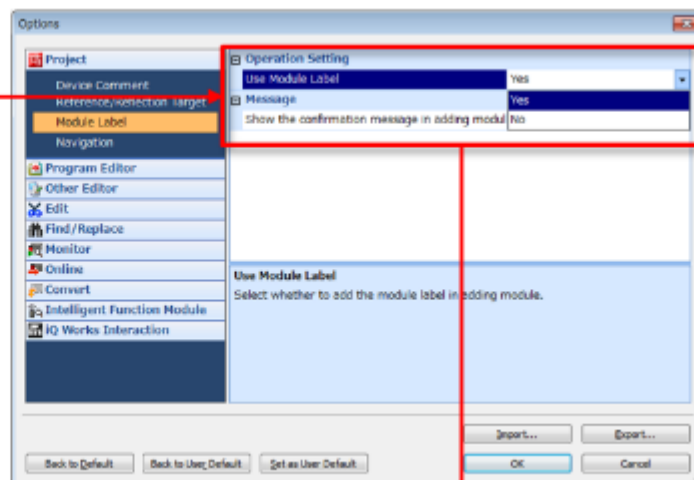 Options
Project
Device Comment
Reference/Reflection Target
Module Label
Navigation
Program Editor
Other Editor
Edit
Find/Replace
Monitor
Online
Convert
Intelligent Function Module
iQ Works Interaction
Operation Setting
Use Module Label Yes
Message Yes
Show the confirmation message in adding modul No
Use Module Label
Select whether to add the module label in adding module.
Import... Export...
Back to Default Back to User Default Set as User Default OK Cancel